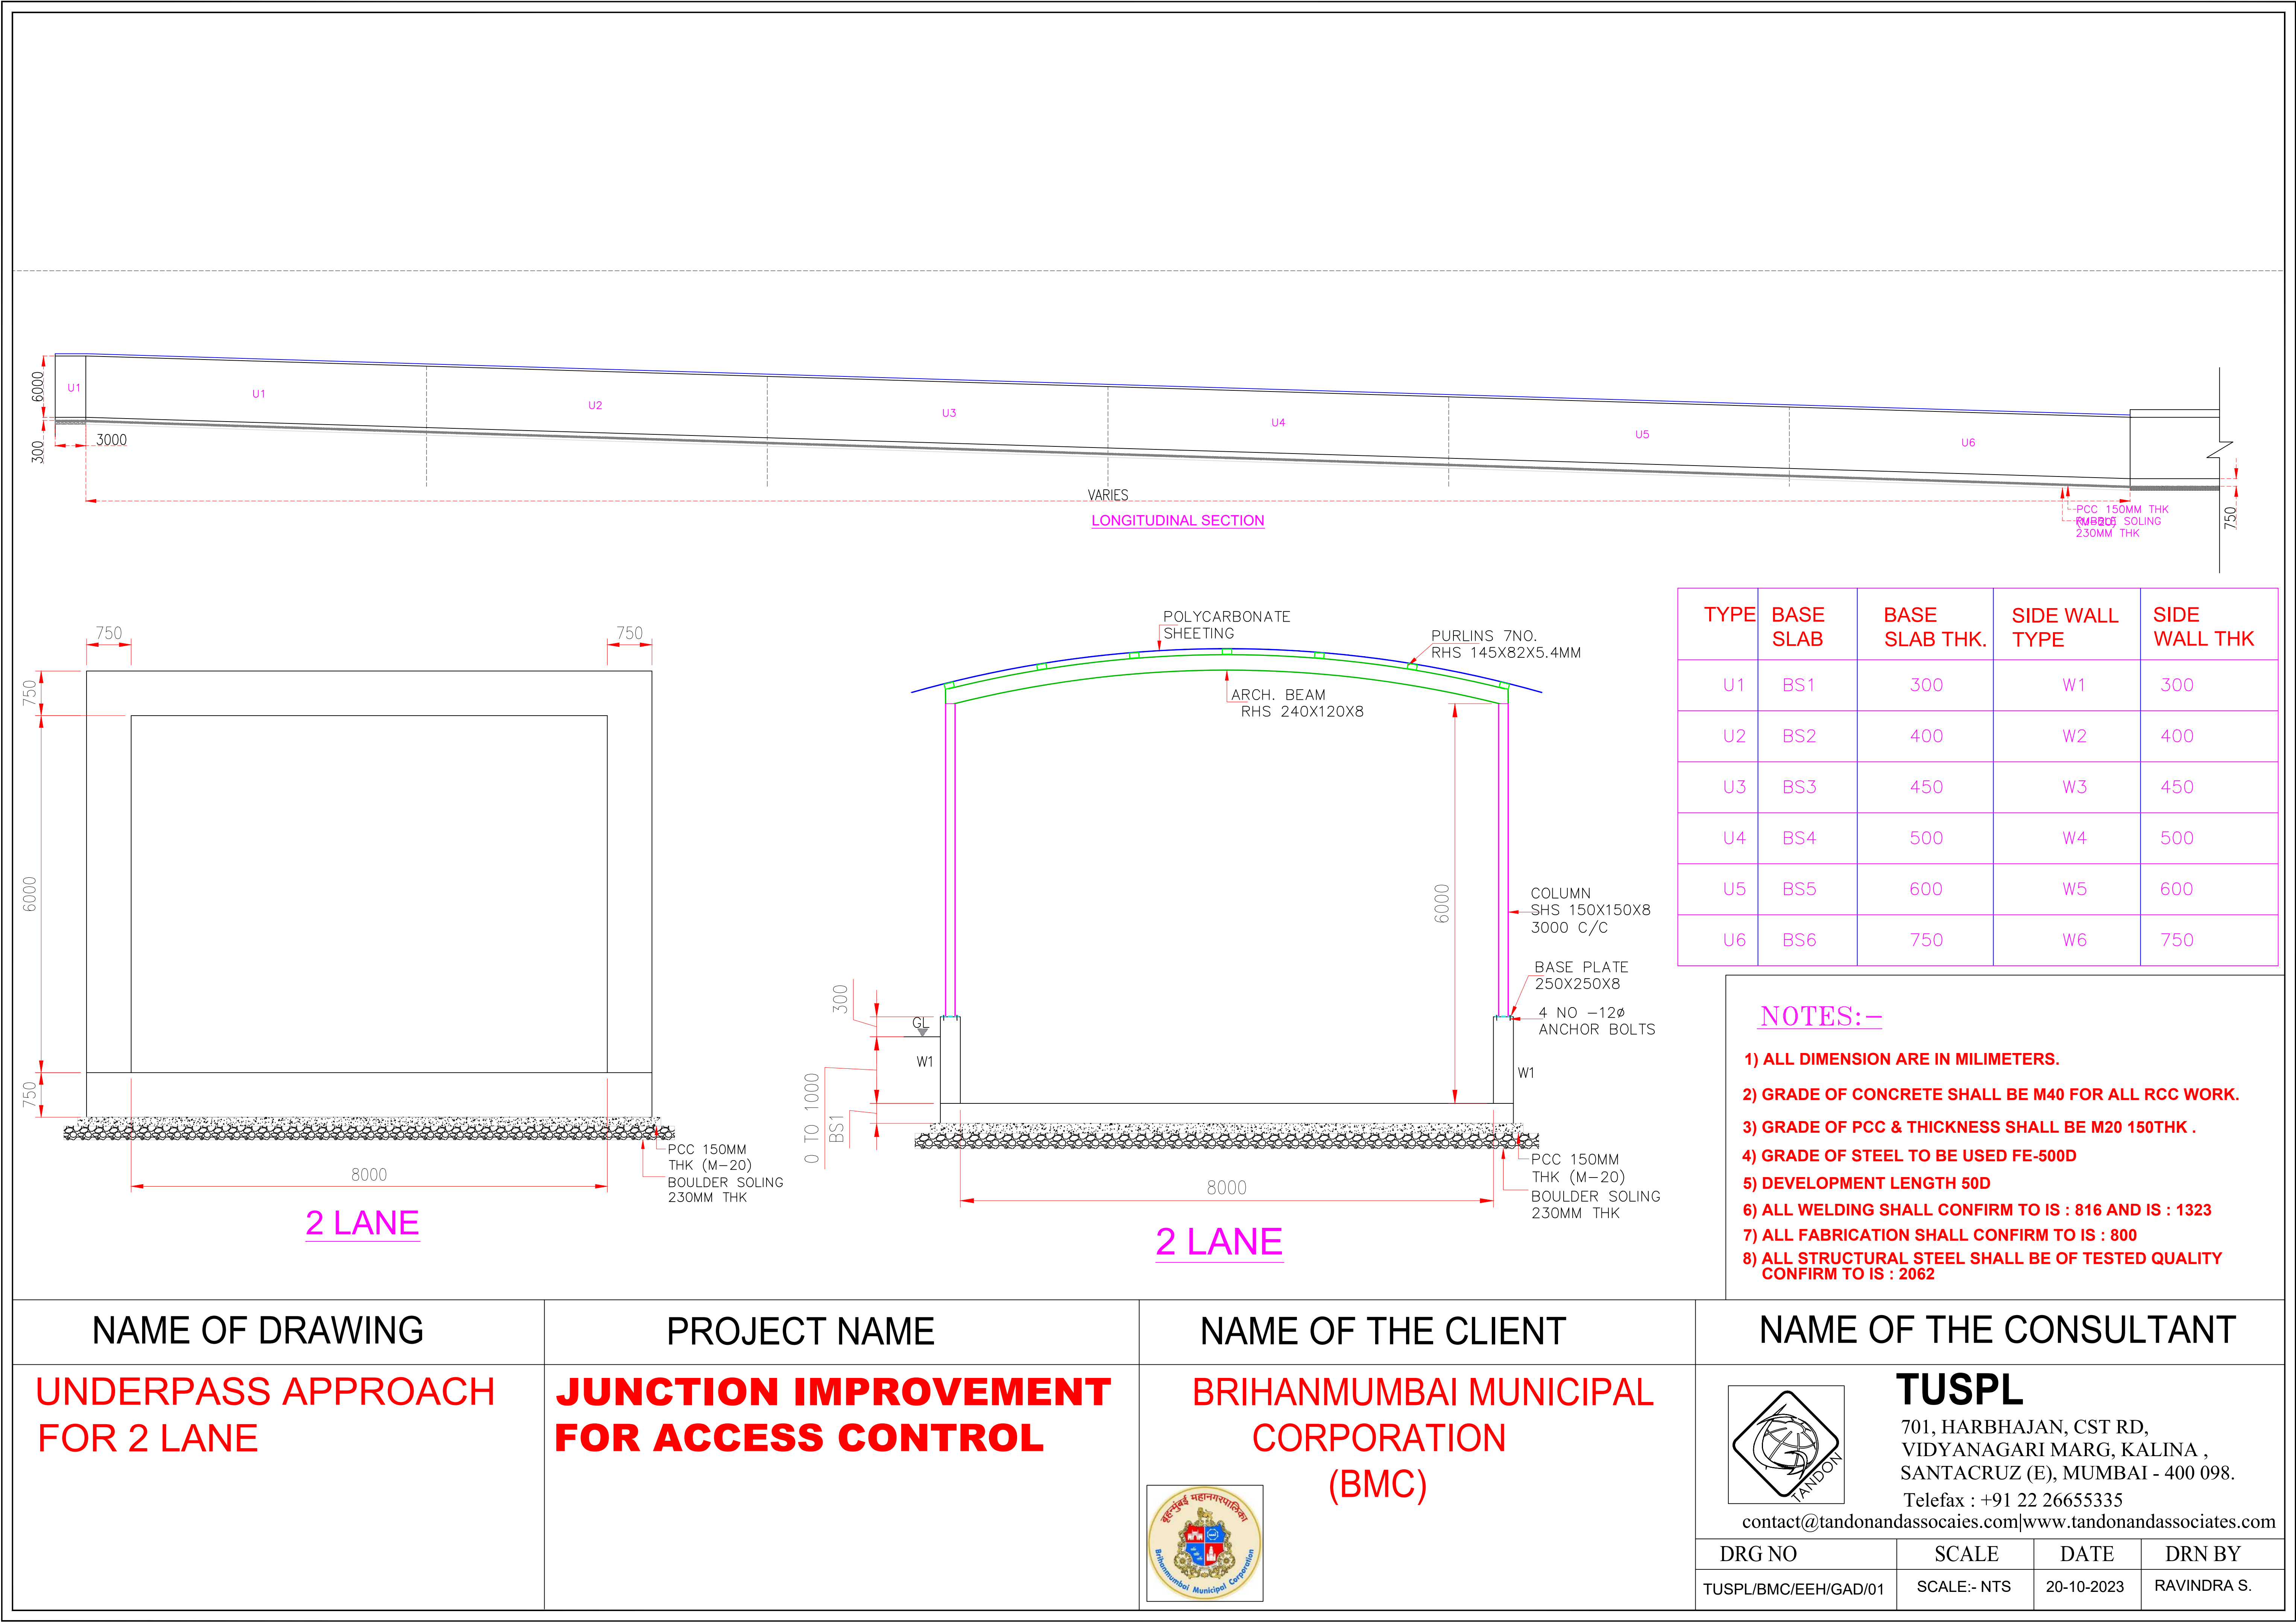 6000
300
3000
U1
U1
U2
U3
U4
U5
U6
VARIES
LONGITUDINAL SECTION
PCC 150MM THK
(M-20)
RUBBLE SOLING
230MM THK
750
750
750
750
6000
750
8000
PCC 150MM
THK (M-20)
BOULDER SOLING
230MM THK
2 LANE
POLYCARBONATE
SHEETING
PURLINS 7NO.
RHS 145X82X5.4MM
ARCH. BEAM
RHS 240X120X8
6000
COLUMN
SHS 150X150X8
3000 C/C
BASE PLATE
250X250X8
4 NO -12ø
ANCHOR BOLTS
300
GL
W1
W1
0 TO 1000
BS1
8000
PCC 150MM
THK (M-20)
BOULDER SOLING
230MM THK
2 LANE
TYPE BASE SLAB BASE SLAB THK. SIDE WALL TYPE SIDE WALL THK
U1 BS1 300 W1 300
U2 BS2 400 W2 400
U3 BS3 450 W3 450
U4 BS4 500 W4 500
U5 BS5 600 W5 600
U6 BS6 750 W6 750
NOTES:-
1) ALL DIMENSION ARE IN MILIMETERS.
2) GRADE OF CONCRETE SHALL BE M40 FOR ALL RCC WORK.
3) GRADE OF PCC & THICKNESS SHALL BE M20 150THK .
4) GRADE OF STEEL TO BE USED FE-500D
5) DEVELOPMENT LENGTH 50D
6) ALL WELDING SHALL CONFIRM TO IS : 816 AND IS : 1323
7) ALL FABRICATION SHALL CONFIRM TO IS : 800
8) ALL STRUCTURAL STEEL SHALL BE OF TESTED QUALITY
CONFIRM TO IS : 2062
NAME OF DRAWING
UNDERPASS APPROACH
FOR 2 LANE
PROJECT NAME
JUNCTION IMPROVEMENT
FOR ACCESS CONTROL
NAME OF THE CLIENT
BRIHANMUMBAI MUNICIPAL
CORPORATION
(BMC)
बृहन्मुंबई महानगरपालिका
Brihanmumbai Municipal Corporation
NAME OF THE CONSULTANT
TANDON
TUSPL
701, HARBHAJAN, CST RD,
VIDYANAGARI MARG, KALINA ,
SANTACRUZ (E), MUMBAI - 400 098.
Telefax : +91 22 26655335
contact@tandonandassocaies.com|www.tandonandassociates.com
DRG NO SCALE DATE DRN BY
TUSPL/BMC/EEH/GAD/01 SCALE:- NTS 20-10-2023 RAVINDRA S.